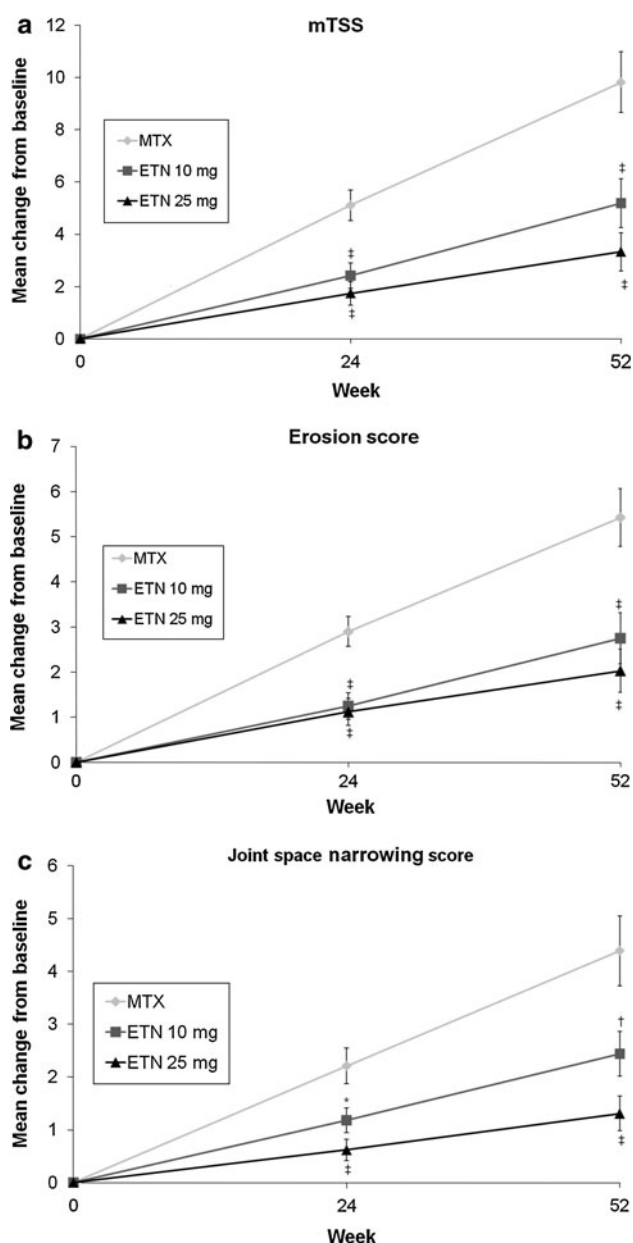 a
mTSS
12
10
8
6
4
2
0
Mean change from baseline
MTX
ETN 10 mg
ETN 25 mg
‡
‡
‡
‡
0
24
52
Week
b
Erosion score
7
6
5
4
3
2
1
0
Mean change from baseline
MTX
ETN 10 mg
ETN 25 mg
‡
‡
‡
‡
0
24
52
Week
c
Joint space narrowing score
6
5
4
3
2
1
0
Mean change from baseline
MTX
ETN 10 mg
ETN 25 mg
*
‡
†
‡
0
24
52
Week